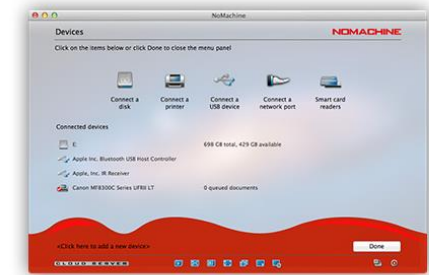 NoMachine
Devices
NOMACHINE
Click on the items below or click Done to close the menu panel
Connect a disk
Connect a printer
Connect a USB device
Connect a network port
Smart card readers
Connected devices
E: 698 GB total, 429 GB available
Apple Inc. Bluetooth USB Host Controller
Apple, Inc. IR Receiver
Canon MF8300C Series UFRII LT 0 queued documents
<Click here to add a new device>
Done
CLOUD SERVER